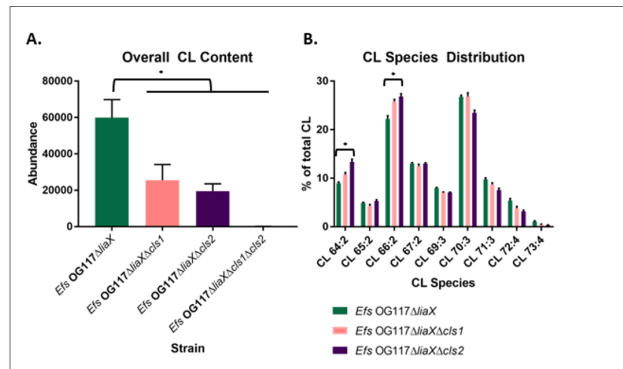 A.
Overall CL Content
*
80000
60000
40000
20000
0
Abundance
Efs OG117ΔliaX
Efs OG117ΔliaXΔcls1
Efs OG117ΔliaXΔcls2
Efs OG117ΔliaXΔcls1Δcls2
Strain
B.
CL Species Distribution
*
*
30
20
10
0
% of total CL
CL 64:2
CL 65:2
CL 66:2
CL 67:2
CL 69:3
CL 70:3
CL 71:3
CL 72:4
CL 73:4
CL Species
Efs OG117ΔliaX
Efs OG117ΔliaXΔcls1
Efs OG117ΔliaXΔcls2